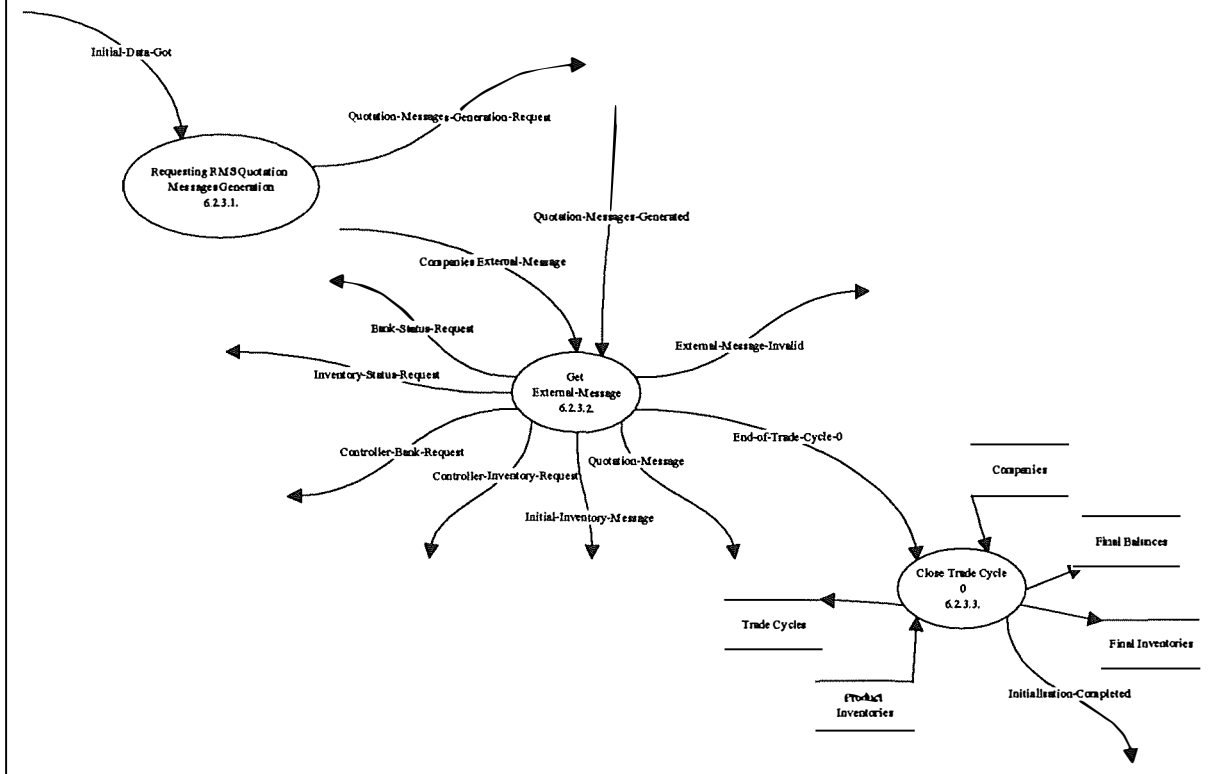 Initial-Data-Got
Quotation-Messages-Generation-Request
Requesting RMS Quotation
Messages Generation
6.2.3.1.
Quotation-Messages-Generated
Companies External-Message
Bank-Status-Request
External-Message-Invalid
Inventory-Status-Request
Get
External-Message
6.2.3.2.
End-of-Trade-Cycle-0
Controller-Bank-Request
Quotation-Message
Controller-Inventory-Request
Companies
Initial-Inventory-Message
Final Balances
Close Trade Cycle
0
6.2.3.3.
Trade Cycles
Final Inventories
Product
Inventories
Initialisation-Completed